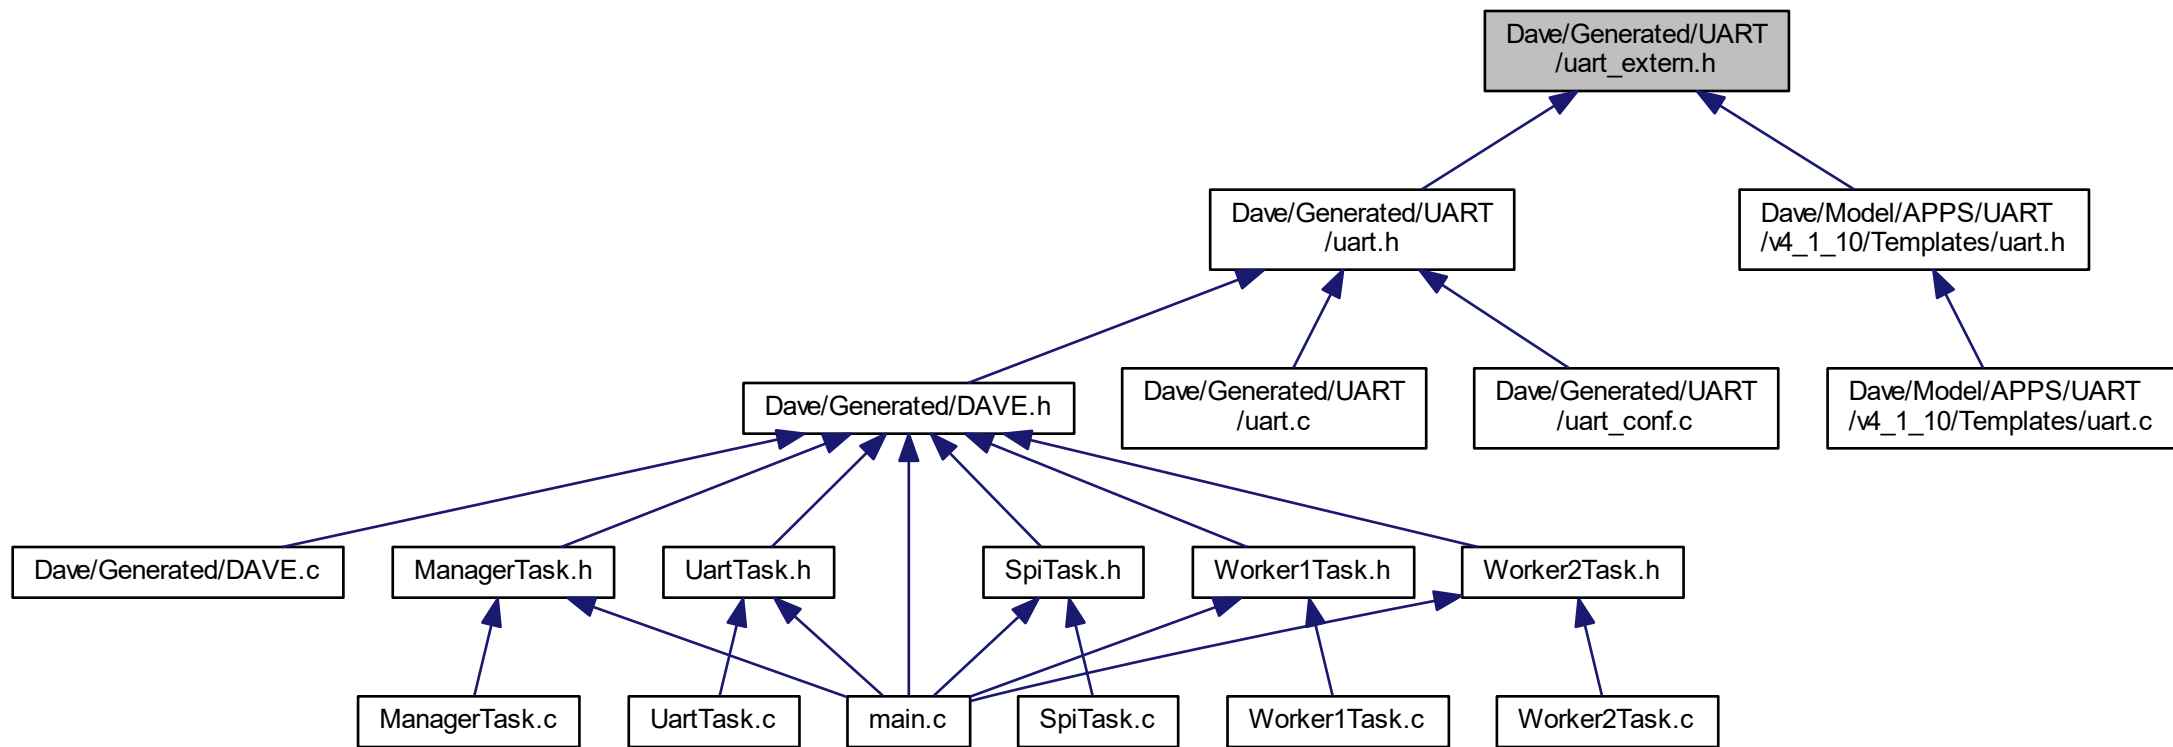 Dave/Generated/UART
/uart_extern.h
Dave/Generated/UART
/uart.h
Dave/Model/APPS/UART
/v4_1_10/Templates/uart.h
Dave/Generated/DAVE.h
Dave/Generated/UART
/uart.c
Dave/Generated/UART
/uart_conf.c
Dave/Model/APPS/UART
/v4_1_10/Templates/uart.c
Dave/Generated/DAVE.c
ManagerTask.h
UartTask.h
SpiTask.h
Worker1Task.h
Worker2Task.h
ManagerTask.c
UartTask.c
main.c
SpiTask.c
Worker1Task.c
Worker2Task.c